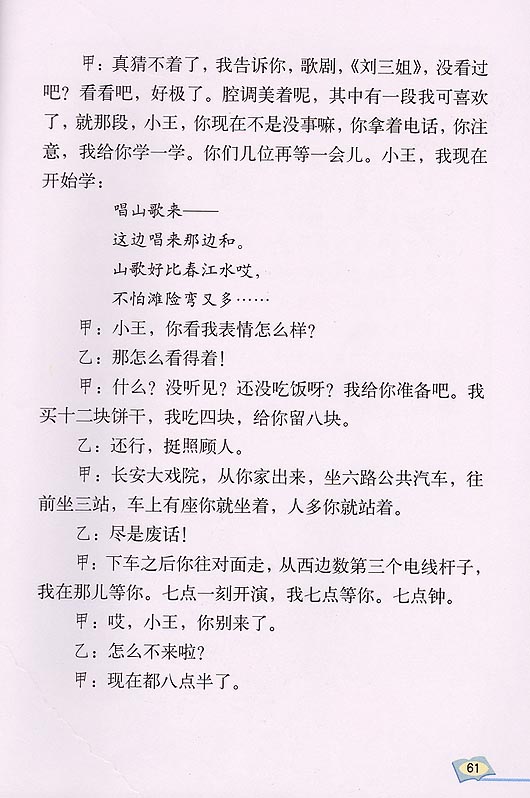 甲：真猜不着了，我告诉你，歌剧，《刘三姐》，没看过
吧？看看吧，好极了。腔调美着呢，其中有一段我可喜欢
了，就那段，小王，你现在不是没事嘛，你拿着电话，你注
意，我给你学一学。你们几位再等一会儿。小王，我现在
开始学：
唱山歌来——
这边唱来那边和。
山歌好比春江水哎，
不怕滩险弯又多……
甲：小王，你看我表情怎么样？
乙：那怎么看得着！
甲：什么？没听见？还没吃饭呀？我给你准备吧。我
买十二块饼干，我吃四块，给你留八块。
乙：还行，挺照顾人。
甲：长安大戏院，从你家出来，坐六路公共汽车，往
前坐三站，车上有座你就坐着，人多你就站着。
乙：尽是废话！
甲：下车之后你往对面走，从西边数第三个电线杆子，
我在那儿等你。七点一刻开演，我七点等你。七点钟。
甲：哎，小王，你别来了。
乙：怎么不来啦？
甲：现在都八点半了。
61